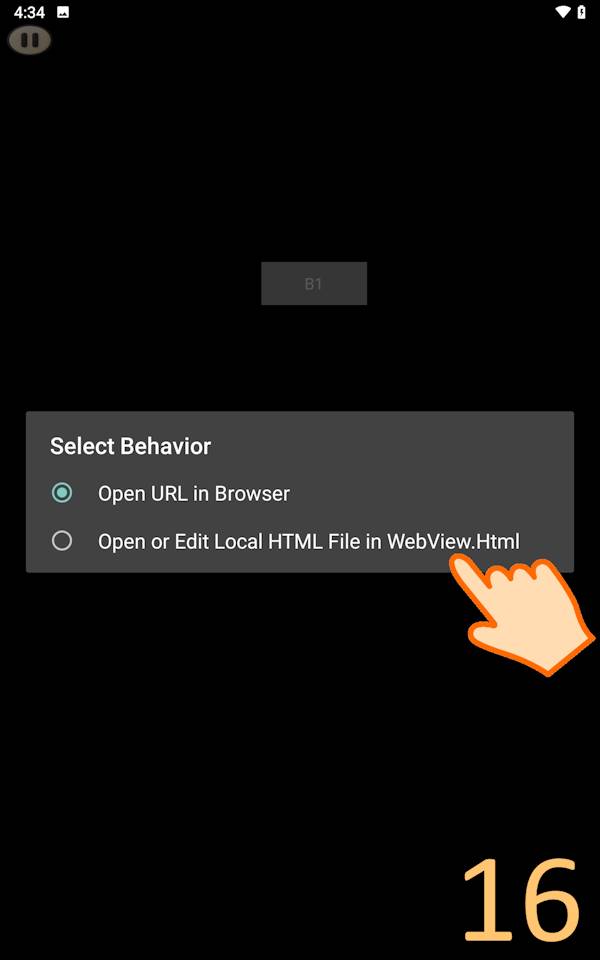 4:34
B1
Select Behavior
Open URL in Browser
Open or Edit Local HTML File in WebView.Html
16